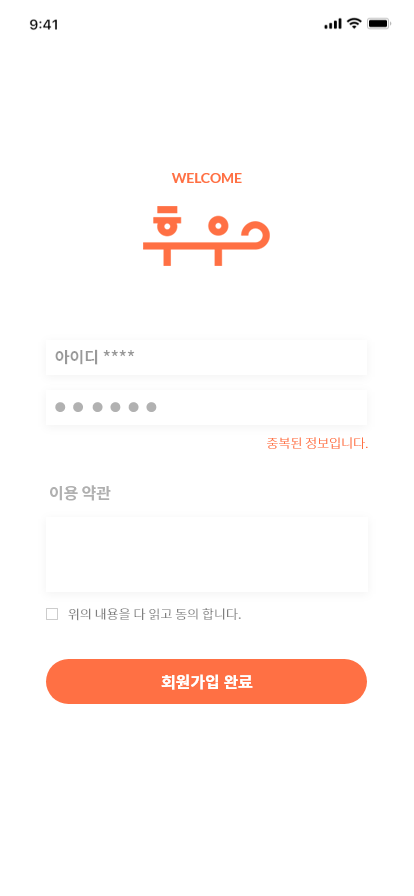 9:41
WELCOME
후우
아이디 ****
중복된 정보입니다.
이용 약관
위의 내용을 다 읽고 동의 합니다.
회원가입 완료